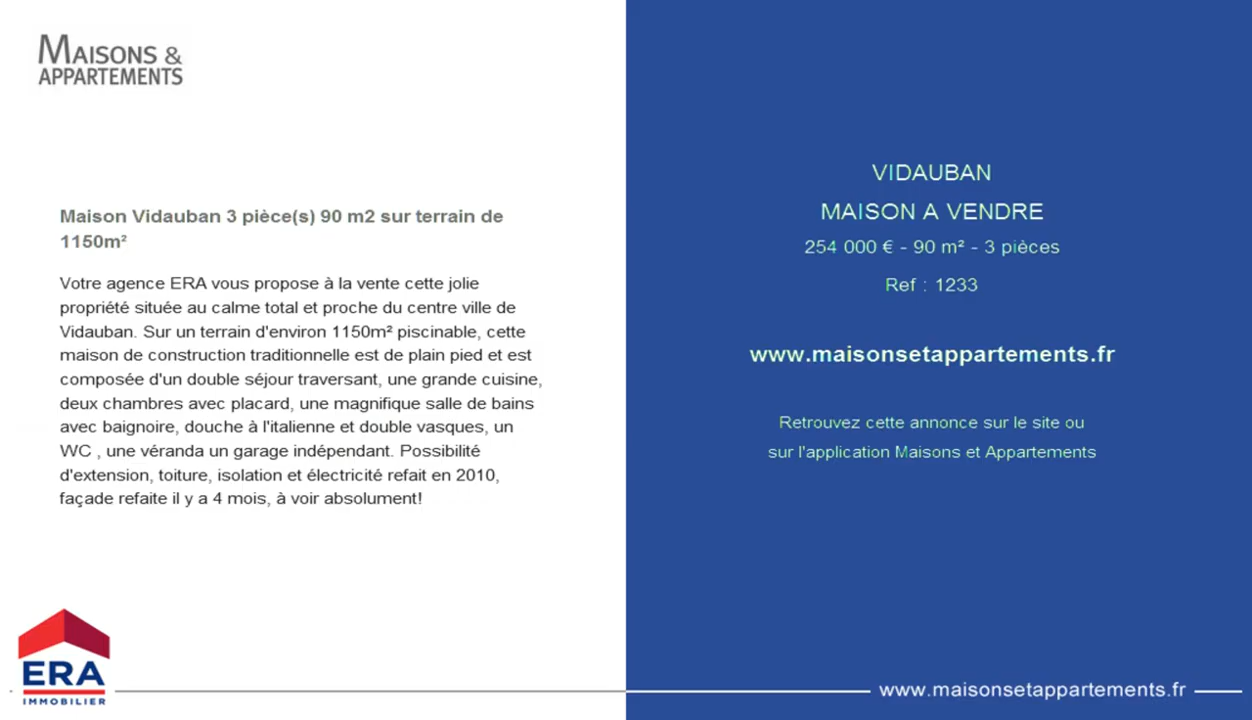 MAISONS &
APPARTEMENTS
Maison Vidauban 3 pièce(s) 90 m2 sur terrain de
1150m²
Votre agence ERA vous propose à la vente cette jolie
propriété située au calme total et proche du centre ville de
Vidauban. Sur un terrain d'environ 1150m² piscinable, cette
maison de construction traditionnelle est de plain pied et est
composée d'un double séjour traversant, une grande cuisine,
deux chambres avec placard, une magnifique salle de bains
avec baignoire, douche à l'italienne et double vasques, un
WC , une véranda un garage indépendant. Possibilité
d'extension, toiture, isolation et électricité refait en 2010,
façade refaite il y a 4 mois, à voir absolument!
VIDAUBAN
MAISON A VENDRE
254 000 € - 90 m² - 3 pièces
Ref : 1233
www.maisonsetappartements.fr
Retrouvez cette annonce sur le site ou
sur l'application Maisons et Appartements
ERA
IMMOBILIER
www.maisonsetappartements.fr